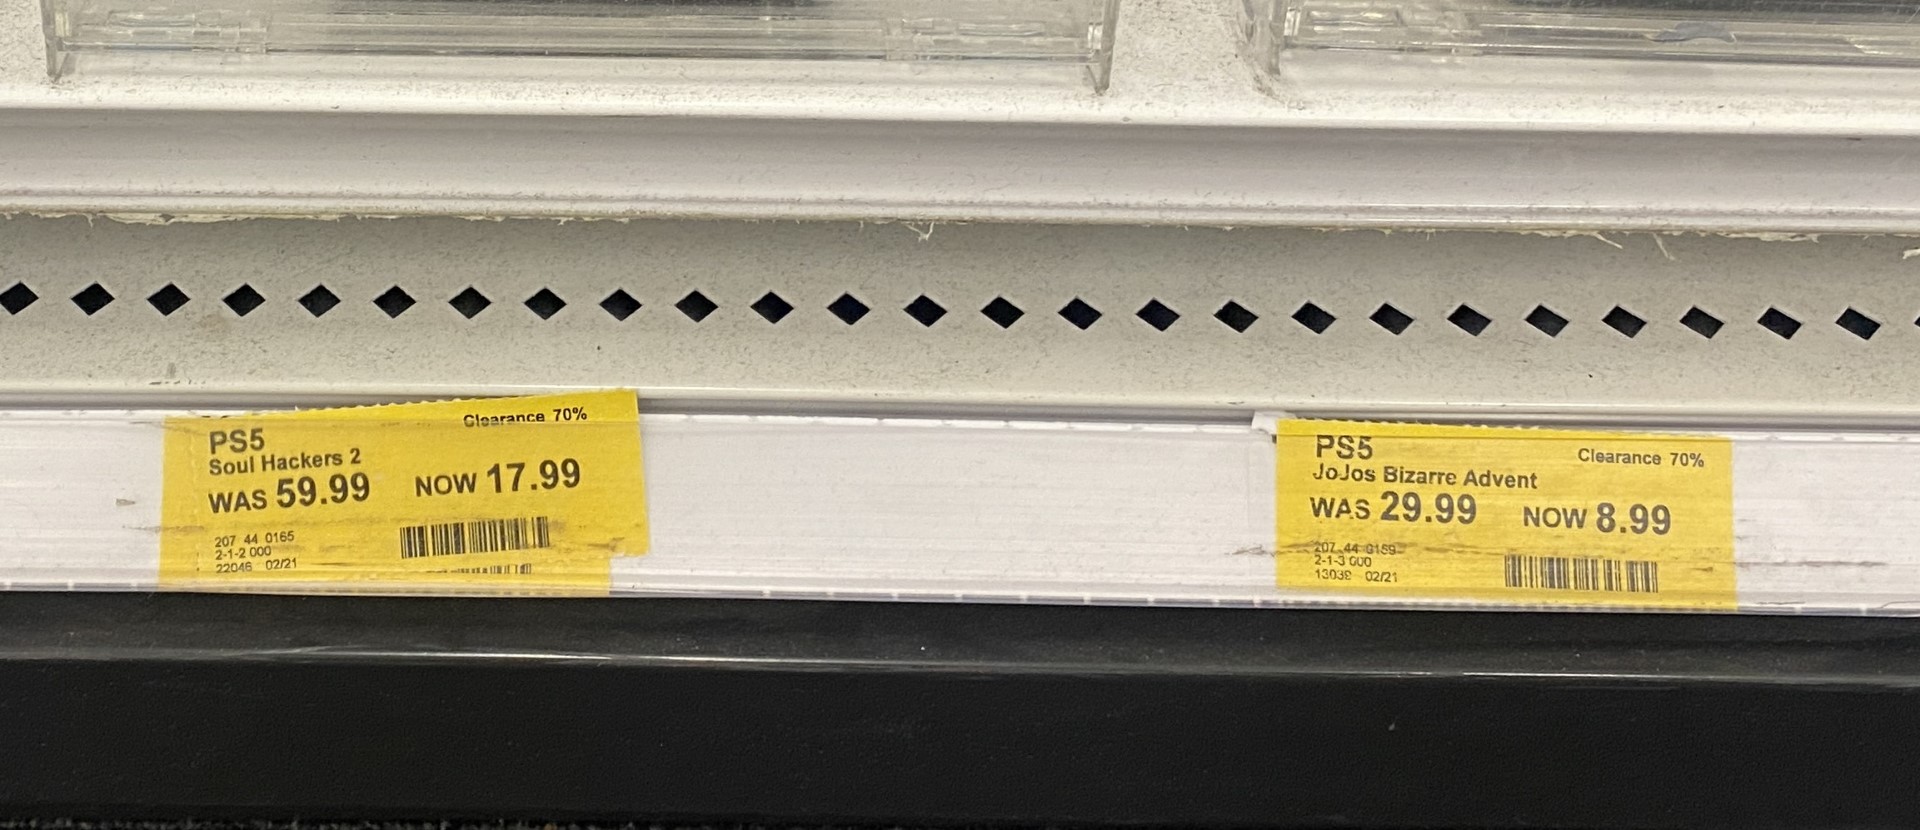 Clearance 70%
PS5
Soul Hackers 2
WAS 59.99 NOW 17.99
207 44 0165
2-1-2 000
22046 02/21
PS5
Clearance 70%
JoJos Bizarre Advent
WAS 29.99 NOW 8.99
207 44 0159
2-1-3 000
02/21